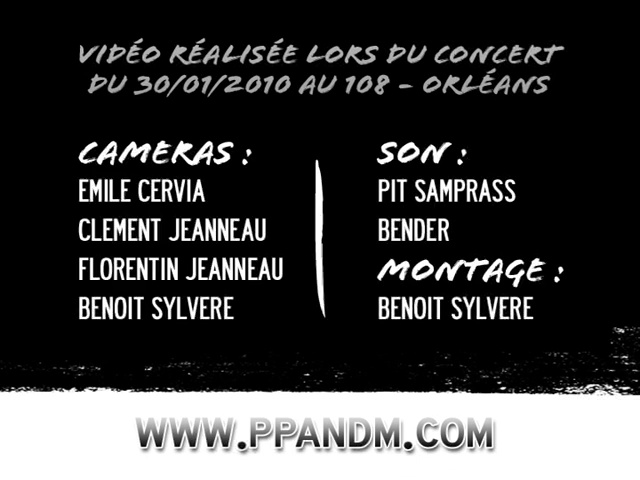 VIDÉO RÉALISÉE LORS DU CONCERT
DU 30/01/2010 AU 108 - ORLÉANS
CAMERAS :
EMILE CERVIA
CLEMENT JEANNEAU
FLORENTIN JEANNEAU
BENOIT SYLVERE
SON :
PIT SAMPRASS
BENDER
MONTAGE :
BENOIT SYLVERE
WWW.PPANDM.COM